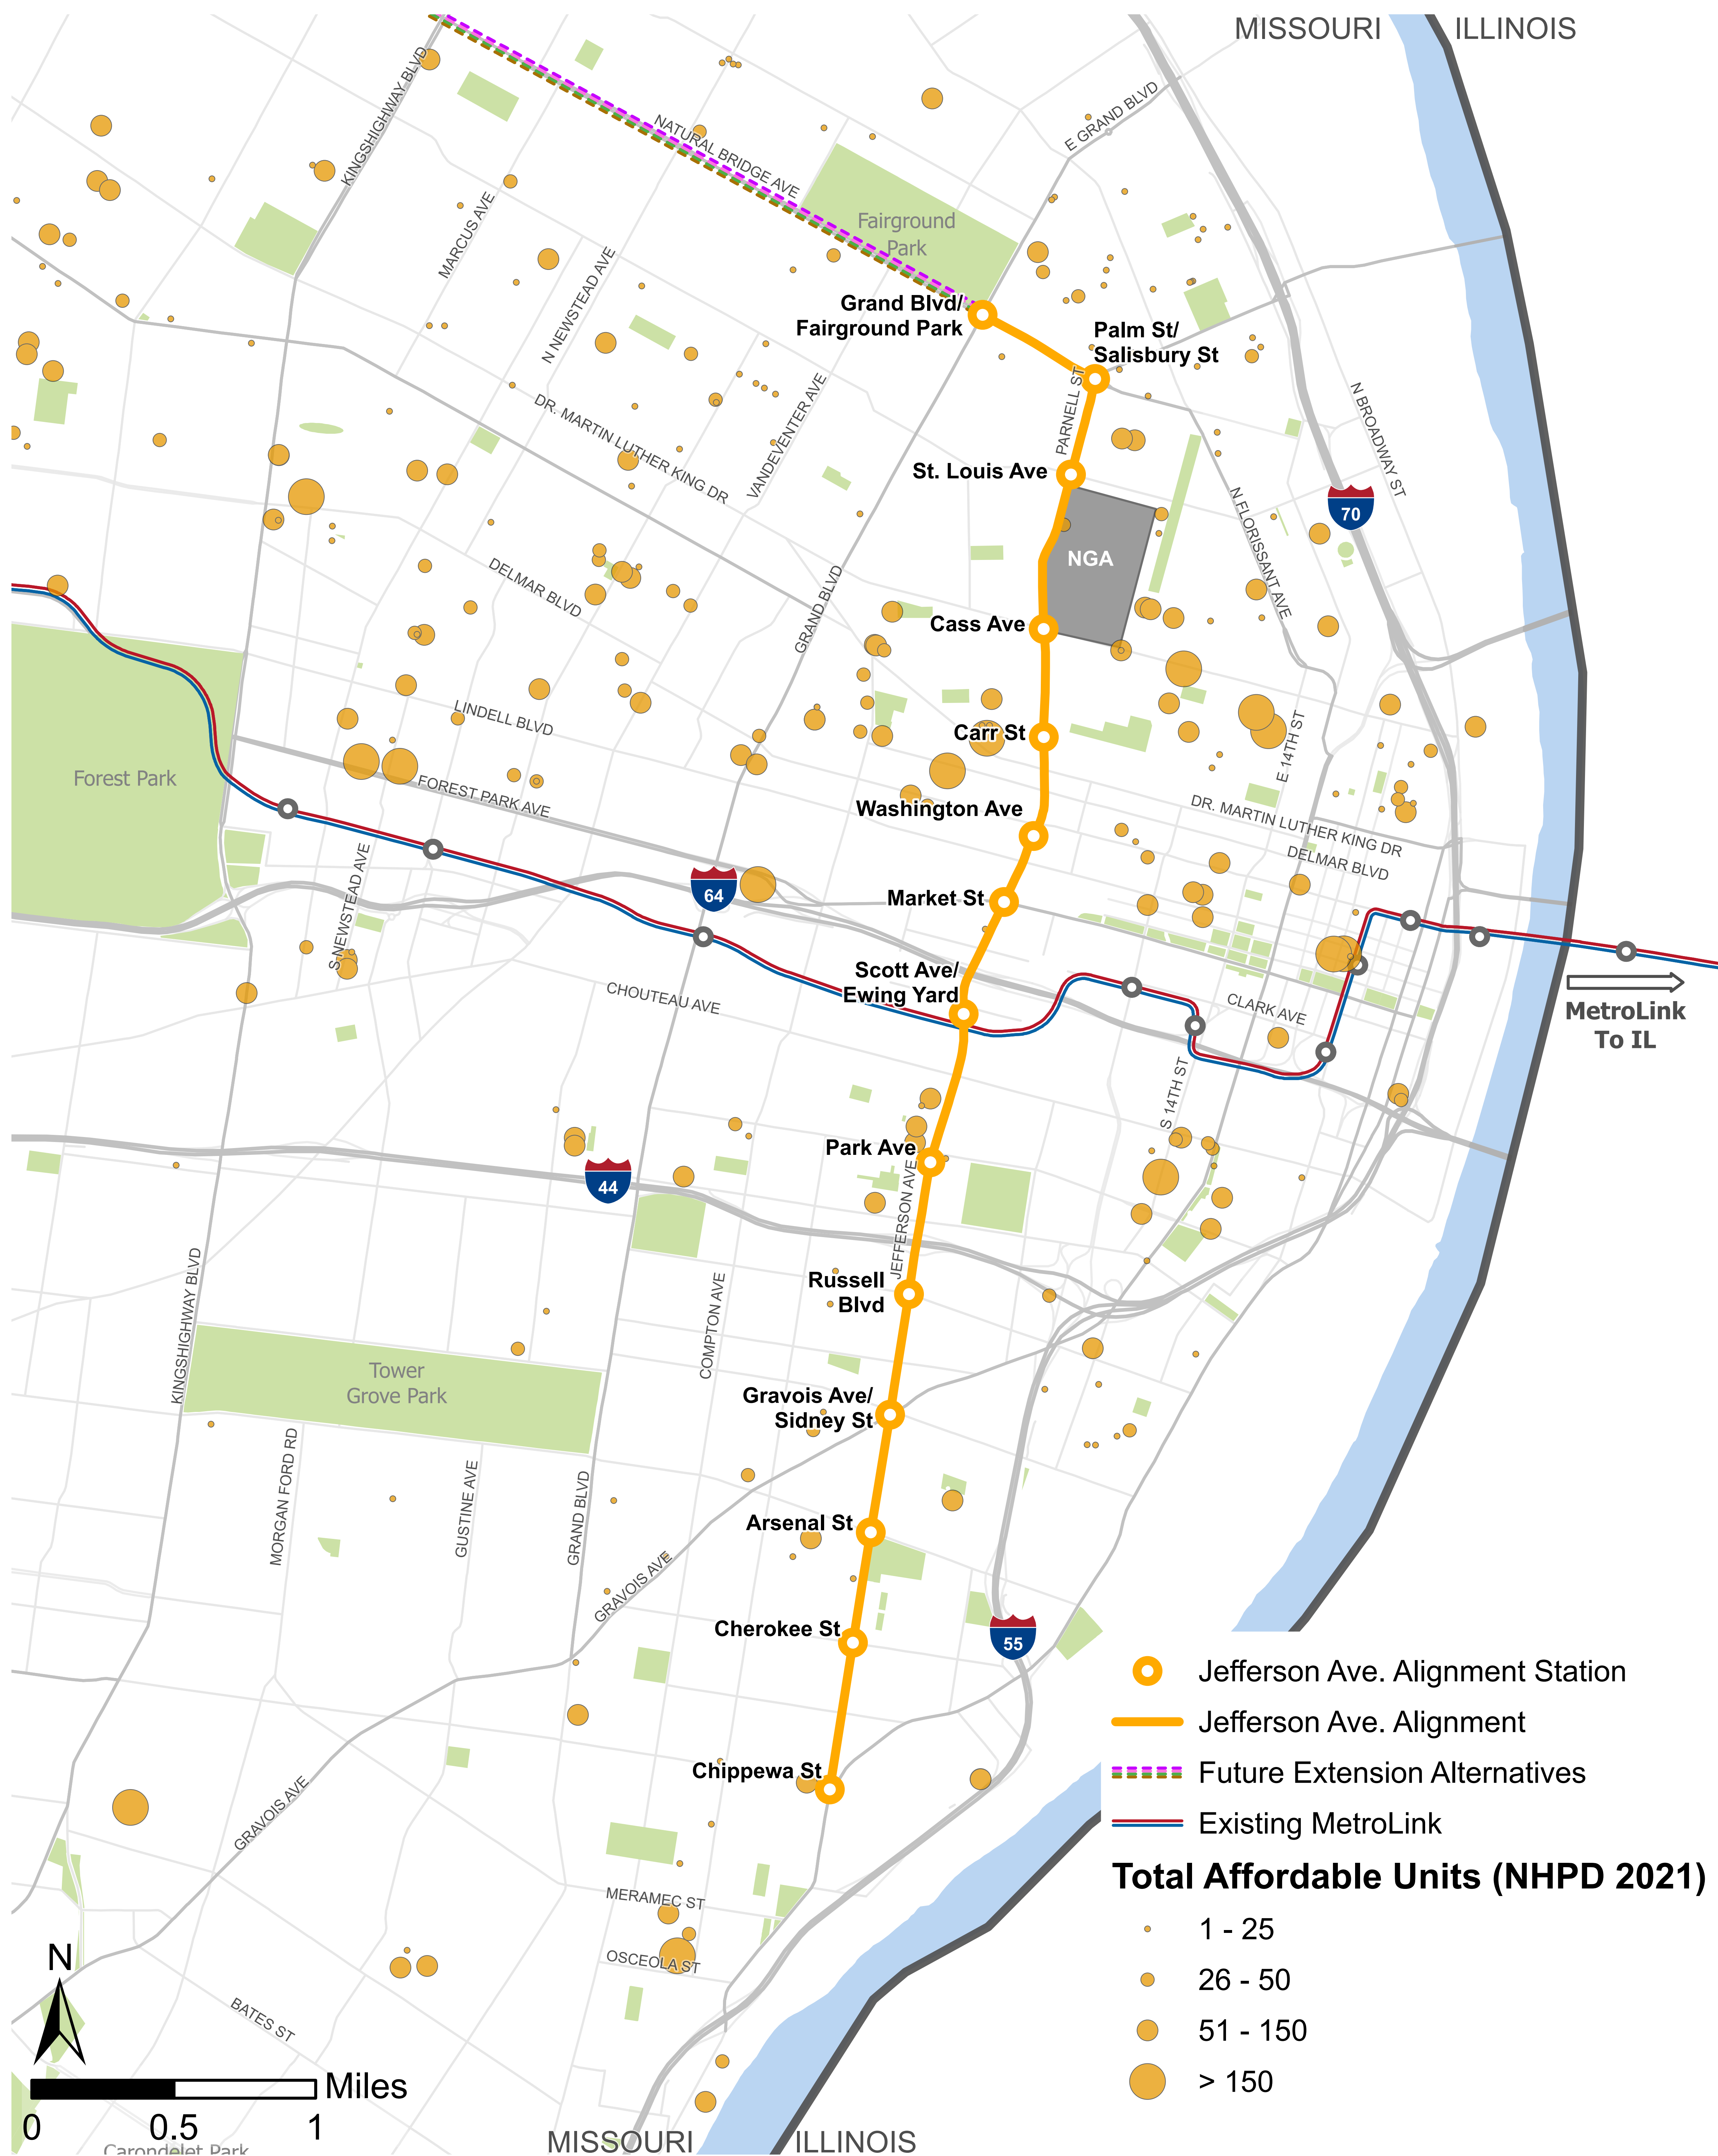 MISSOURI
ILLINOIS
KINGSHIGHWAY BLVD
NATURAL BRIDGE AVE
E GRAND BLVD
MARCUS AVE
Fairground
Park
N NEWSTEAD AVE
Grand Blvd/
Fairground Park
Palm St/
Salisbury St
PARNELL ST
N BROADWAY ST
DR. MARTIN LUTHER KING DR
VANDEVENTER AVE
St. Louis Ave
N FLORISSANT AVE
70
NGA
DELMAR BLVD
GRAND BLVD
Cass Ave
LINDELL BLVD
Carr St
E 14TH ST
Forest Park
FOREST PARK AVE
Washington Ave
DR. MARTIN LUTHER KING DR
DELMAR BLVD
S NEWSTEAD AVE
64
Market St
Scott Ave/
Ewing Yard
CHOUTEAU AVE
CLARK AVE
MetroLink
To IL
S 14TH ST
Park Ave
44
JEFFERSON AVE
KINGSHIGHWAY BLVD
Russell
Blvd
COMPTON AVE
Tower
Grove Park
Gravois Ave/
Sidney St
MORGAN FORD RD
GUSTINE AVE
GRAND BLVD
Arsenal St
GRAVOIS AVE
Cherokee St
55
Chippewa St
GRAVOIS AVE
MERAMEC ST
OSCEOLA ST
BATES ST
Jefferson Ave. Alignment Station
Jefferson Ave. Alignment
Future Extension Alternatives
Existing MetroLink
Total Affordable Units (NHPD 2021)
1 - 25
26 - 50
51 - 150
> 150
N
Miles
0 0.5 1
Carondelet Park
MISSOURI
ILLINOIS